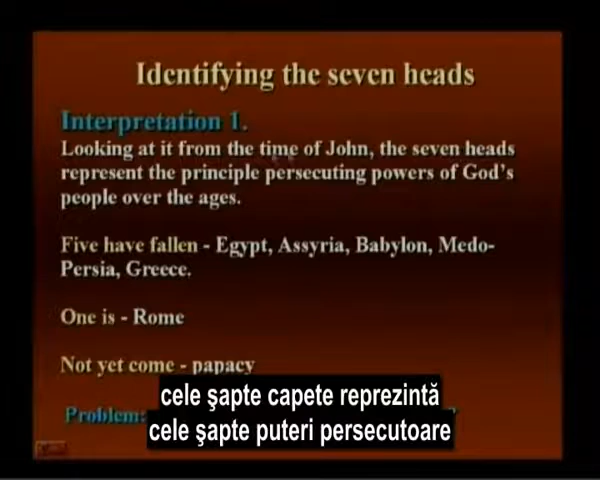 Identifying the seven heads
Interpretation 1.
Looking at it from the time of John, the seven heads
represent the principle persecuting powers of God's
people over the ages.
Five have fallen - Egypt, Assyria, Babylon, Medo-
Persia, Greece.
One is - Rome
Not yet come - papacy
Problem:
cele şapte capete reprezintă
cele şapte puteri persecutoare